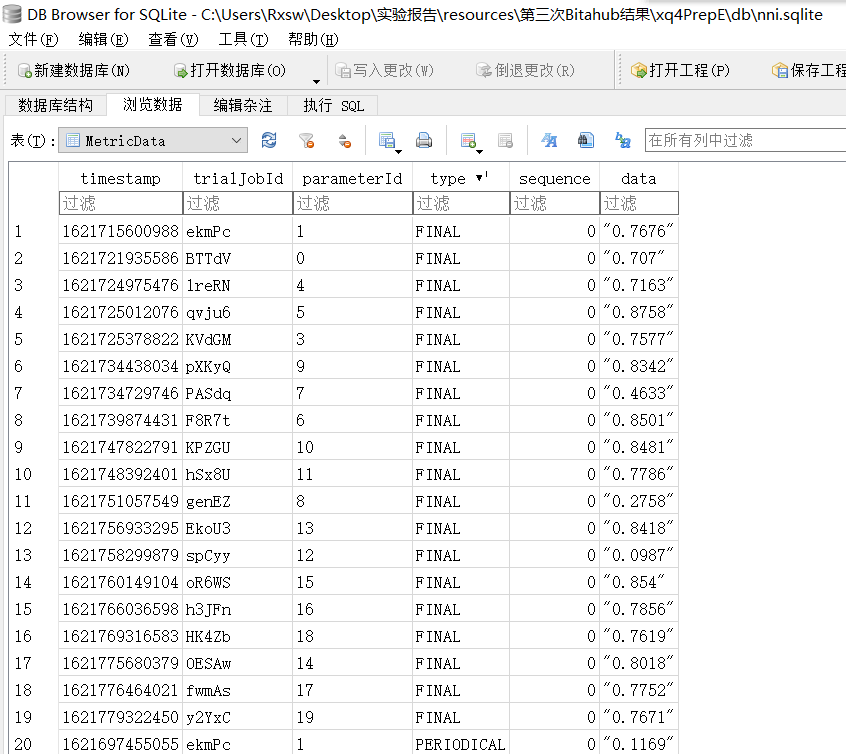 DB Browser for SQLite - C:\Users\Rxsw\Desktop\实验报告\resources\第三次Bitahub结果\xq4PrepE\db\nni.sqlite
文件(F) 编辑(E) 查看(V) 工具(T) 帮助(H)
新建数据库(N) 打开数据库(O) 写入更改(W) 倒退更改(R) 打开工程(P) 保存工程
数据库结构 浏览数据 编辑杂注 执行 SQL
表(T): MetricData 在所有列中过滤
timestamp trialJobId parameterId type sequence data
过滤 过滤 过滤 过滤 过滤 过滤
1 1621715600988 ekmPc 1 FINAL 0 "0.7676"
2 1621721935586 BTTdV 0 FINAL 0 "0.707"
3 1621724975476 1reRN 4 FINAL 0 "0.7163"
4 1621725012076 qvju6 5 FINAL 0 "0.8758"
5 1621725378822 KVdGM 3 FINAL 0 "0.7577"
6 1621734438034 pXKyQ 9 FINAL 0 "0.8342"
7 1621734729746 PASdq 7 FINAL 0 "0.4633"
8 1621739874431 F8R7t 6 FINAL 0 "0.8501"
9 1621747822791 KPZGU 10 FINAL 0 "0.8481"
10 1621748392401 hSx8U 11 FINAL 0 "0.7786"
11 1621751057549 genEZ 8 FINAL 0 "0.2758"
12 1621756933295 EkoU3 13 FINAL 0 "0.8418"
13 1621758299879 spCyy 12 FINAL 0 "0.0987"
14 1621760149104 oR6WS 15 FINAL 0 "0.854"
15 1621766036598 h3JFn 16 FINAL 0 "0.7856"
16 1621769316583 HK4Zb 18 FINAL 0 "0.7619"
17 1621775680379 OESAw 14 FINAL 0 "0.8018"
18 1621776464021 fwmAs 17 FINAL 0 "0.7752"
19 1621779322450 y2YxC 19 FINAL 0 "0.7671"
20 1621697455055 ekmPc 1 PERIODICAL 0 "0.1169"